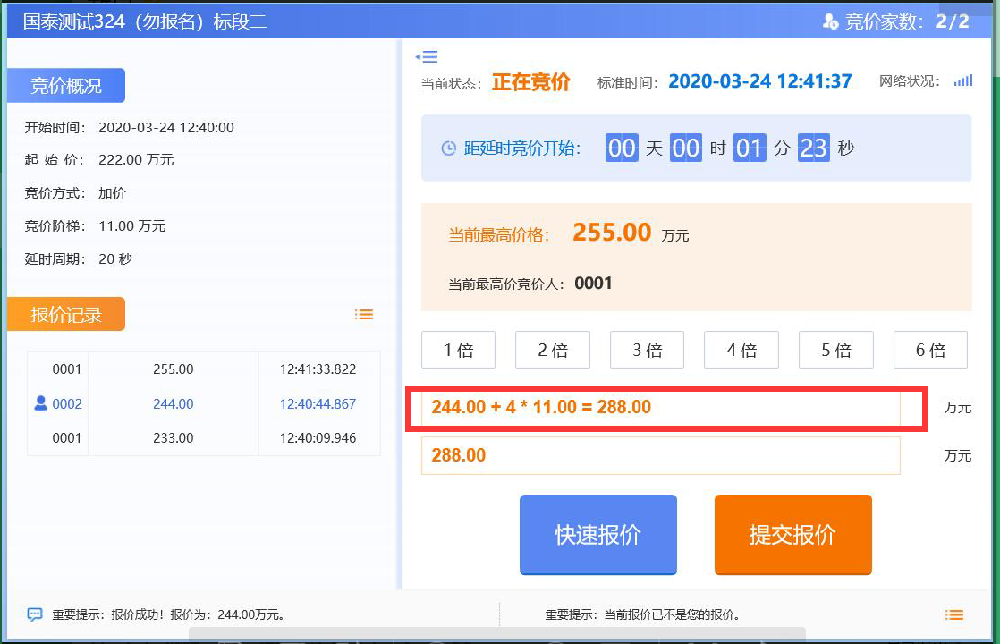 国泰测试324（勿报名）标段二
竞价家数： 2/2
竞价概况
开始时间： 2020-03-24 12:40:00
起 始 价： 222.00 万元
竞价方式： 加价
竞价阶梯： 11.00 万元
延时周期： 20 秒
报价记录
0001 255.00 12:41:33.822
0002 244.00 12:40:44.867
0001 233.00 12:40:09.946
当前状态： 正在竞价 标准时间： 2020-03-24 12:41:37 网络状况：
距延时竞价开始： 00 天 00 时 01 分 23 秒
当前最高价格： 255.00 万元
当前最高价竞价人： 0001
1 倍 2 倍 3 倍 4 倍 5 倍 6 倍
244.00 + 4 * 11.00 = 288.00 万元
288.00 万元
快速报价 提交报价
重要提示：报价成功！报价为：244.00万元。
重要提示：当前报价已不是您的报价。